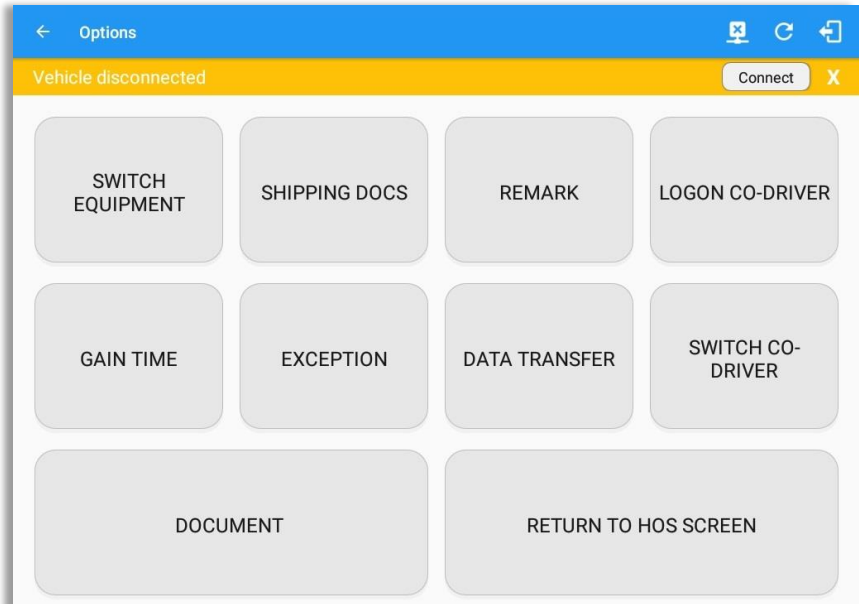 Options
Vehicle disconnected
Connect
X
SWITCH
EQUIPMENT
SHIPPING DOCS
REMARK
LOGON CO-DRIVER
GAIN TIME
EXCEPTION
DATA TRANSFER
SWITCH CO-
DRIVER
DOCUMENT
RETURN TO HOS SCREEN